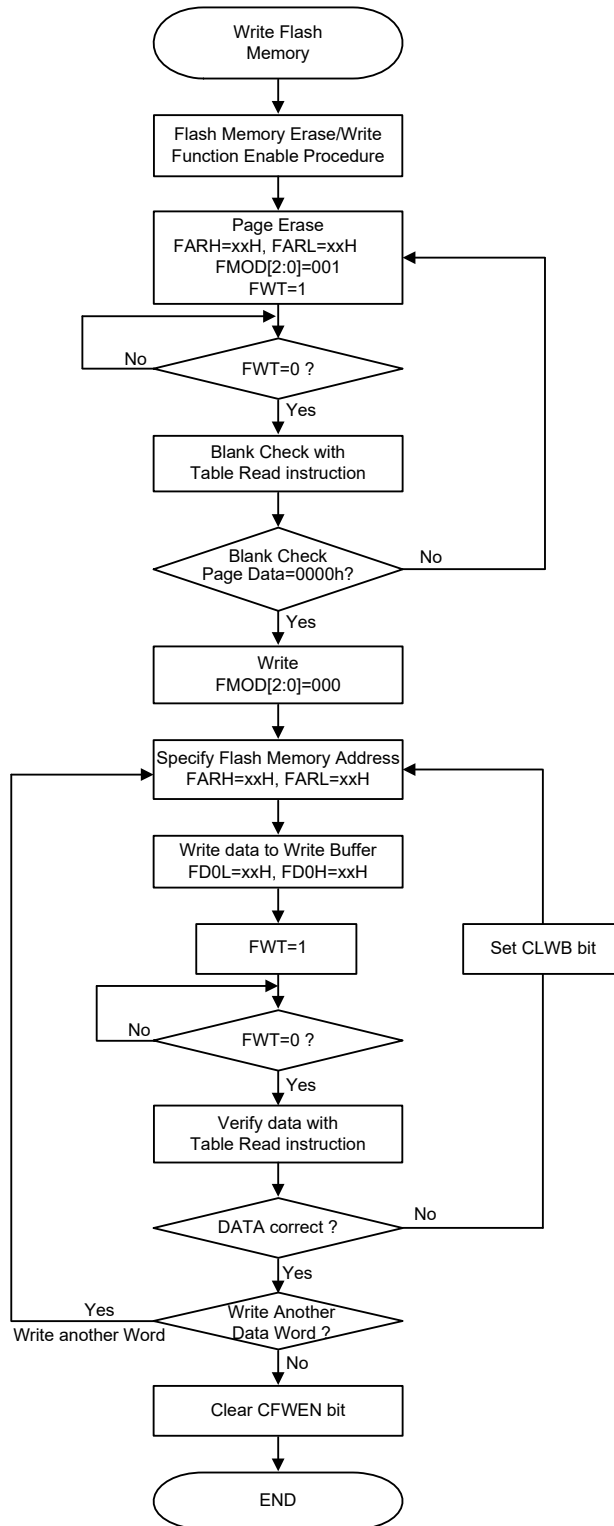 Write Flash
Memory
Flash Memory Erase/Write
Function Enable Procedure
Page Erase
FARH=xxH, FARL=xxH
FMOD[2:0]=001
FWT=1
No
FWT=0 ?
Yes
Blank Check with
Table Read instruction
Blank Check
Page Data=0000h?
No
Yes
Write
FMOD[2:0]=000
Specify Flash Memory Address
FARH=xxH, FARL=xxH
Write data to Write Buffer
FD0L=xxH, FD0H=xxH
FWT=1
Set CLWB bit
No
FWT=0 ?
Yes
Verify data with
Table Read instruction
DATA correct ?
No
Yes
Yes
Write another Word
Write Another
Data Word ?
No
Clear CFWEN bit
END